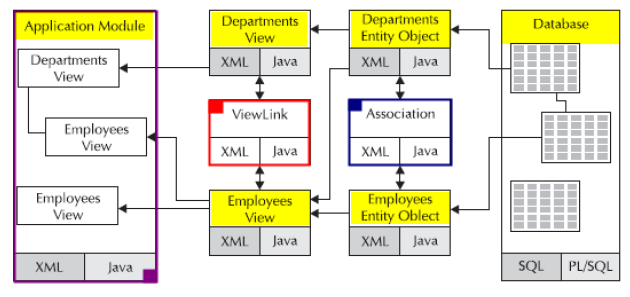 Application Module
Departments
View
Employees
View
Employees
View
XML Java
Departments
View
XML Java
ViewLink
XML Java
Employees
View
XML Java
Departments
Entity Object
XML Java
Association
XML Java
Employees
Entity Object
XML Java
Database
SQL PL/SQL